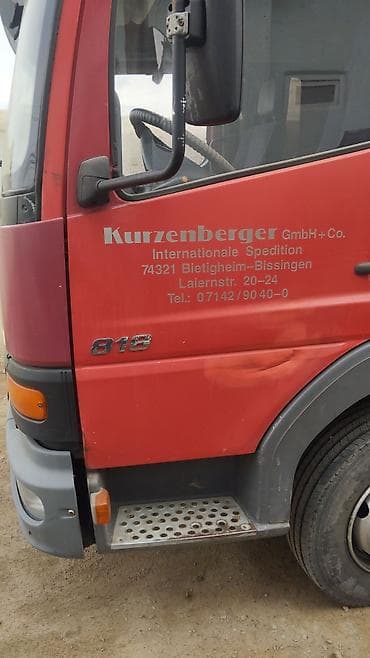 Kurzenberger GmbH+Co.
Internationale Spedition
74321 Bietigheim-Bissingen
Laiernstr. 20-24
Tel.: 07142/9040-0
818